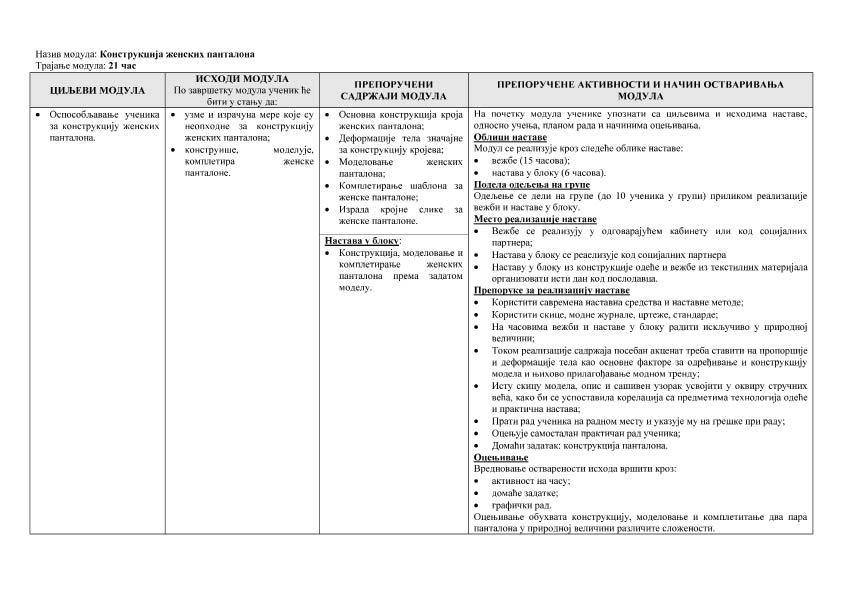 Назив модула: Конструкција женских панталона
Трајање модула: 21 час
ЦИЉЕВИ МОДУЛА
ИСХОДИ МОДУЛА
По завршетку модула ученик ће
бити у стању да:
ПРЕПОРУЧЕНИ
САДРЖАЈИ МОДУЛА
ПРЕПОРУЧЕНЕ АКТИВНОСТИ И НАЧИН ОСТВАРИВАЊА
МОДУЛА
• Оспособљавање ученика
за конструкцију женских
панталона.
• узме и израчуна мере које су
неопходне за конструкцију
женских панталона;
• конструише, моделује,
комплетира женске
панталоне.
• Основна конструкција кроја
женских панталона;
• Деформације тела значајне
за конструкцију кројева;
• Моделовање женских
панталона;
• Комплетирање шаблона за
женске панталоне;
• Израда кројне слике за
женске панталоне.
Настава у блоку:
• Конструкција, моделовање и
комплетирање женских
панталона према задатом
моделу.
На почетку модула ученике упознати са циљевима и исходима наставе,
односно учења, планом рада и начинима оцењивања.
Облици наставе
Модул се реализује кроз следеће облике наставе:
• вежбе (15 часова);
• настава у блоку (6 часова).
Подела одељења на групе
Одељење се дели на групе (до 10 ученика у групи) приликом реализације
вежби и наставе у блоку.
Место реализације наставе
• Вежбе се реализују у одговарајућем кабинету или код социјалних
партнера;
• Настава у блоку се реаелизује код социјалних партнера
• Наставу у блоку из конструкције одеће и вежбе из текстилних материјала
организовати исти дан код послодавца.
Препоруке за реализацију наставе
• Користити савремена наставна средства и наставне методе;
• Користити скице, модне журнале, цртеже, стандарде;
• На часовима вежби и наставе у блоку радити искључиво у природној
величини;
• Током реализације садржаја посебан акценат треба ставити на пропорције
и деформације тела као основне факторе за одређивање и конструкцију
модела и њихово прилагођавање модном тренду;
• Исту скицу модела, опис и сашивен узорак усвојити у оквиру стручних
већа, како би се успоставила корелација са предметима технологија одеће
и практична настава;
• Прати рад ученика на радном месту и указује му на грешке при раду;
• Оцењује самосталан практичан рад ученика;
• Домаћи задатак: конструкција панталона.
Оцењивање
Вредновање остварености исхода вршити кроз:
• активност на часу;
• домаће задатке;
• графички рад.
Оцењивање обухвата конструкцију, моделовање и комплетитање два пара
панталона у природној величини различите сложености.